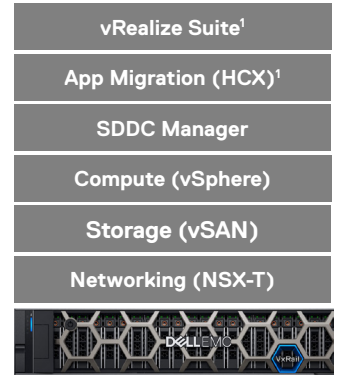 vRealize Suite¹
App Migration (HCX)¹
SDDC Manager
Compute (vSphere)
Storage (vSAN)
Networking (NSX-T)
DELLEMC
VxRail